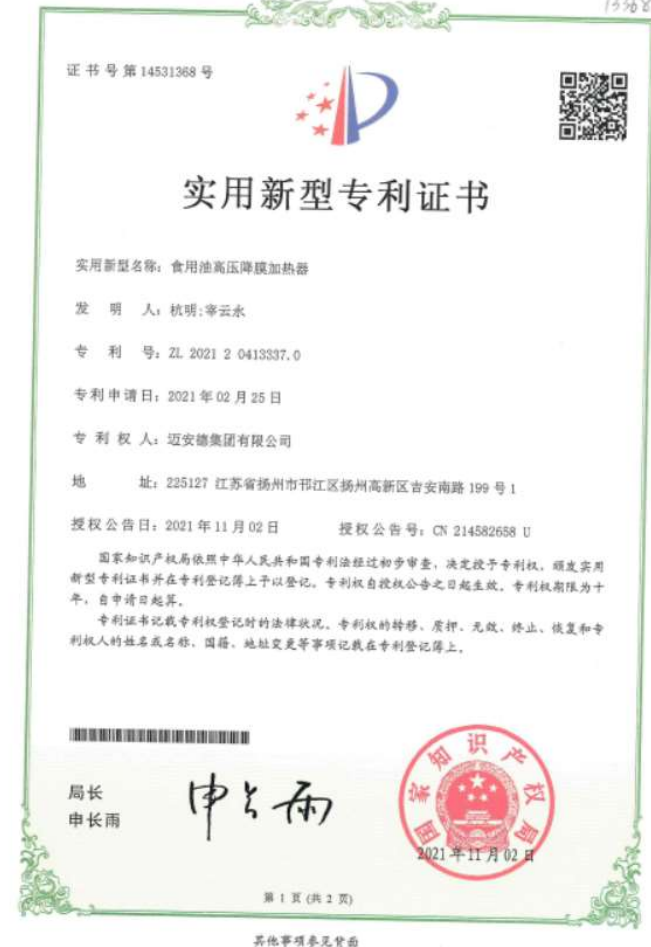 证书号第14531368号
实用新型专利证书
实用新型名称：食用油高压降膜加热器
发 明 人：杭明;宰云永
专 利 号：ZL 2021 2 0413337.0
专利申请日：2021年02月25日
专 利 权 人：迈安德集团有限公司
地 址：225127 江苏省扬州市邗江区扬州高新区吉安南路199号1
授权公告日：2021年11月02日 授权公告号：CN 214582658 U
国家知识产权局依照中华人民共和国专利法经过初步审查，决定授予专利权，颁发实用
新型专利证书并在专利登记簿上予以登记。专利权自授权公告之日起生效。专利权期限为十
年，自申请日起算。
专利证书记载专利权登记时的法律状况。专利权的转移、质押、无效、终止、恢复和专
利权人的姓名或名称、国籍、地址变更等事项记载在专利登记簿上。
局长
申长雨
申长雨
国家知识产权局
2021年11月02日
第 1 页 (共 2 页)
其他事项参见背面